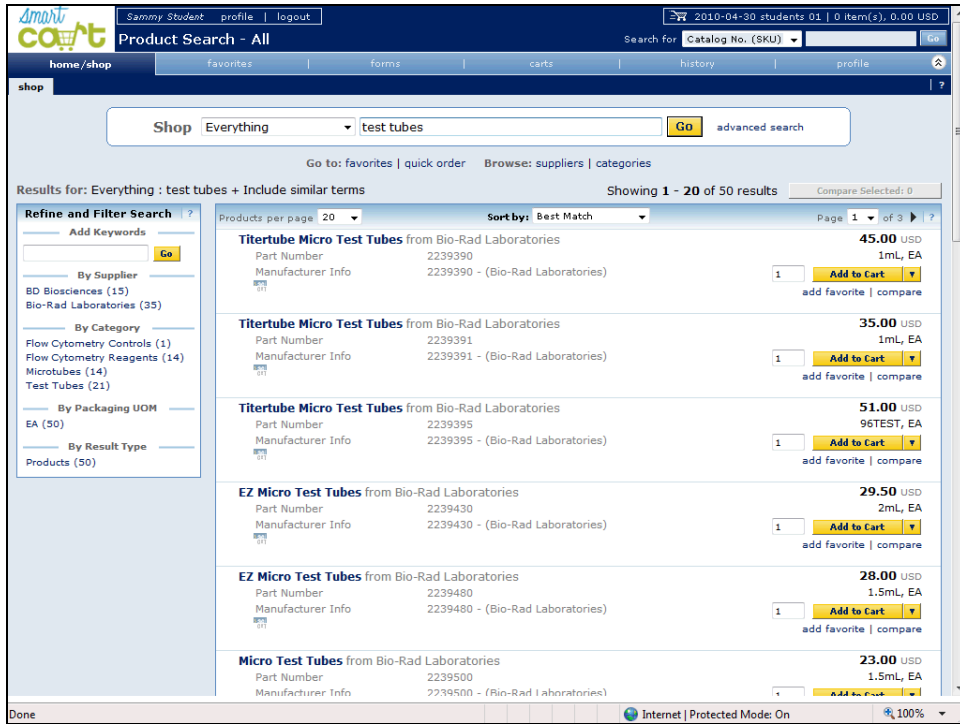 smart cart
Sammy Student profile | logout
2010-04-30 students 01 | 0 item(s), 0.00 USD
Product Search - All
Search for Catalog No. (SKU) Go
home/shop favorites | forms | carts | history | profile
shop | ?
Shop Everything test tubes Go advanced search
Go to: favorites | quick order Browse: suppliers | categories
Results for: Everything : test tubes + Include similar terms
Showing 1 - 20 of 50 results Compare Selected: 0
Refine and Filter Search ?
Add Keywords
Go
By Supplier
BD Biosciences (15)
Bio-Rad Laboratories (35)
By Category
Flow Cytometry Controls (1)
Flow Cytometry Reagents (14)
Microtubes (14)
Test Tubes (21)
By Packaging UOM
EA (50)
By Result Type
Products (50)
Products per page 20 Sort by: Best Match Page 1 of 3 ?
Titertube Micro Test Tubes from Bio-Rad Laboratories 45.00 USD
Part Number 2239390 1mL, EA
Manufacturer Info 2239390 - (Bio-Rad Laboratories) 1 Add to Cart
add favorite | compare
Titertube Micro Test Tubes from Bio-Rad Laboratories 35.00 USD
Part Number 2239391 1mL, EA
Manufacturer Info 2239391 - (Bio-Rad Laboratories) 1 Add to Cart
add favorite | compare
Titertube Micro Test Tubes from Bio-Rad Laboratories 51.00 USD
Part Number 2239395 96TEST, EA
Manufacturer Info 2239395 - (Bio-Rad Laboratories) 1 Add to Cart
add favorite | compare
EZ Micro Test Tubes from Bio-Rad Laboratories 29.50 USD
Part Number 2239430 2mL, EA
Manufacturer Info 2239430 - (Bio-Rad Laboratories) 1 Add to Cart
add favorite | compare
EZ Micro Test Tubes from Bio-Rad Laboratories 28.00 USD
Part Number 2239480 1.5mL, EA
Manufacturer Info 2239480 - (Bio-Rad Laboratories) 1 Add to Cart
add favorite | compare
Micro Test Tubes from Bio-Rad Laboratories 23.00 USD
Part Number 2239500 1.5mL, EA
Manufacturer Info 2239500 - (Bio-Rad Laboratories) 1 Add to Cart
Done Internet | Protected Mode: On 100%